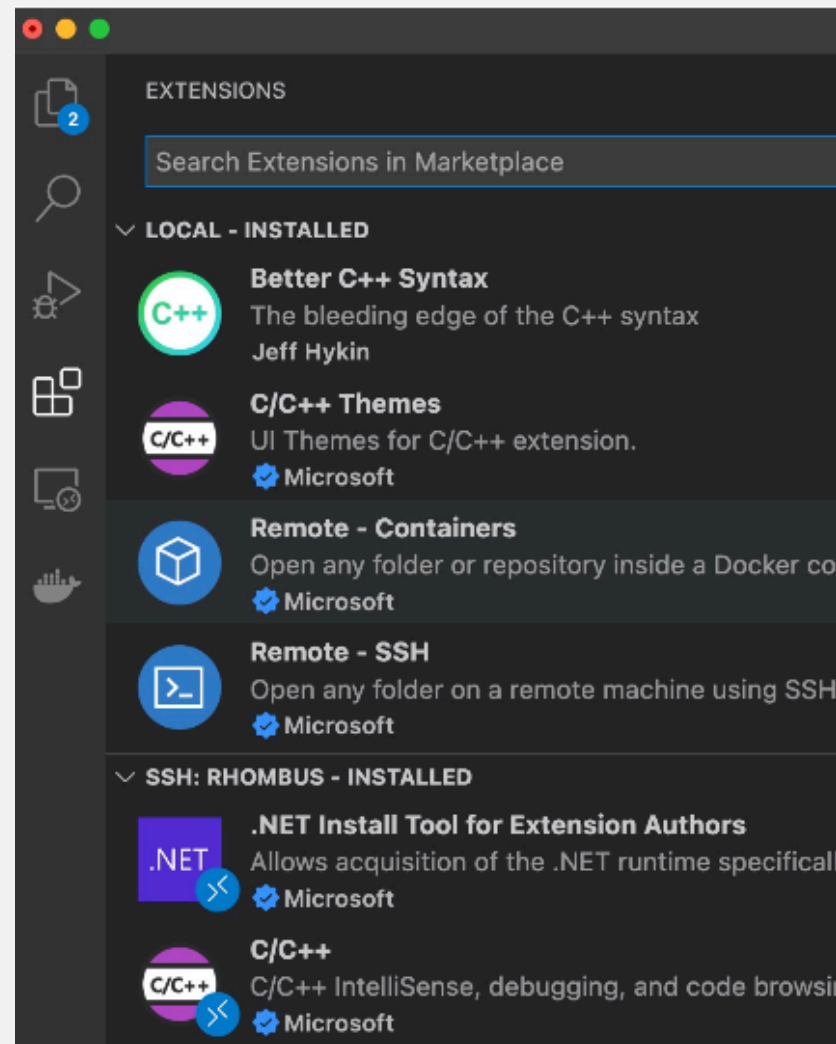 2
EXTENSIONS
Search Extensions in Marketplace
LOCAL - INSTALLED
C++
Better C++ Syntax
The bleeding edge of the C++ syntax
Jeff Hykin
C/C++
C/C++ Themes
UI Themes for C/C++ extension.
Microsoft
Remote - Containers
Open any folder or repository inside a Docker co
Microsoft
Remote - SSH
Open any folder on a remote machine using SSH
Microsoft
SSH: RHOMBUS - INSTALLED
.NET
.NET Install Tool for Extension Authors
Allows acquisition of the .NET runtime specificall
Microsoft
C/C++
C/C++
C/C++ IntelliSense, debugging, and code browsin
Microsoft